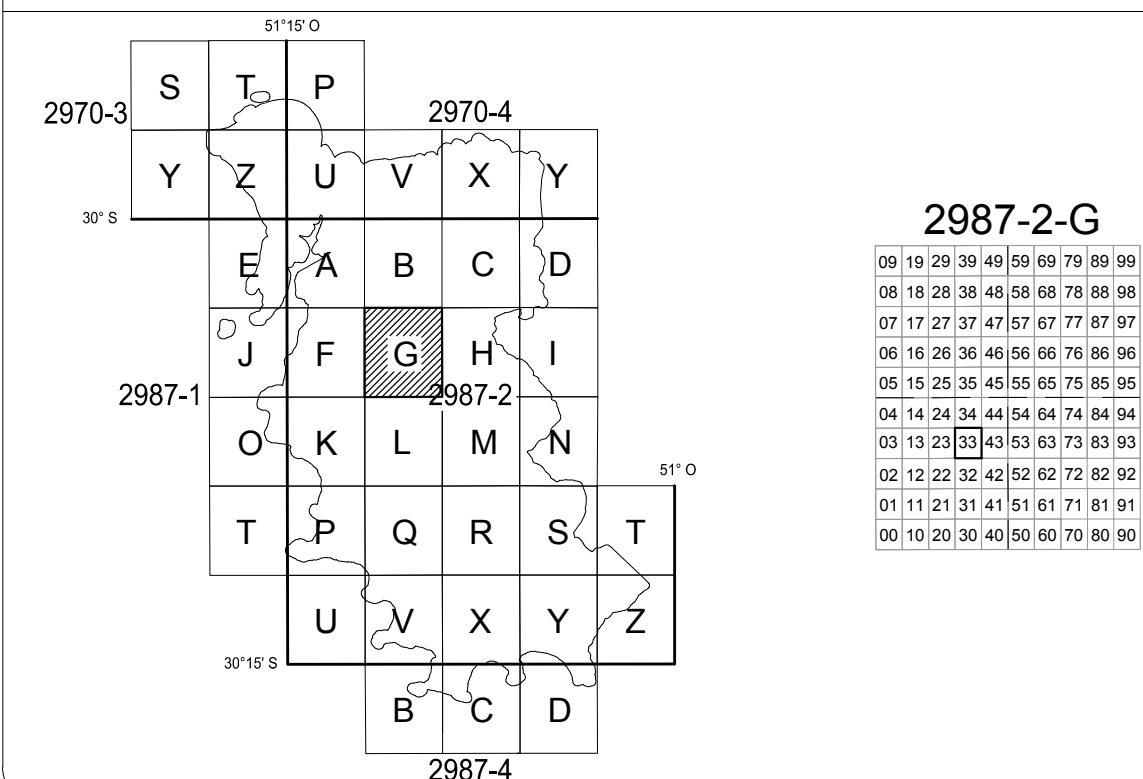 51°15' O
S T P
2970-3
2970-4
Y Z U V X Y
30° S
E A B C D
J F G H I
2987-1
2987-2
O K L M N
51° O
T P Q R S T
U V X Y Z
30°15' S
B C D
2987-4
2987-2-G
09 19 29 39 49 59 69 79 89 99
08 18 28 38 48 58 68 78 88 98
07 17 27 37 47 57 67 77 87 97
06 16 26 36 46 56 66 76 86 96
05 15 25 35 45 55 65 75 85 95
04 14 24 34 44 54 64 74 84 94
03 13 23 33 43 53 63 73 83 93
02 12 22 32 42 52 62 72 82 92
01 11 21 31 41 51 61 71 81 91
00 10 20 30 40 50 60 70 80 90